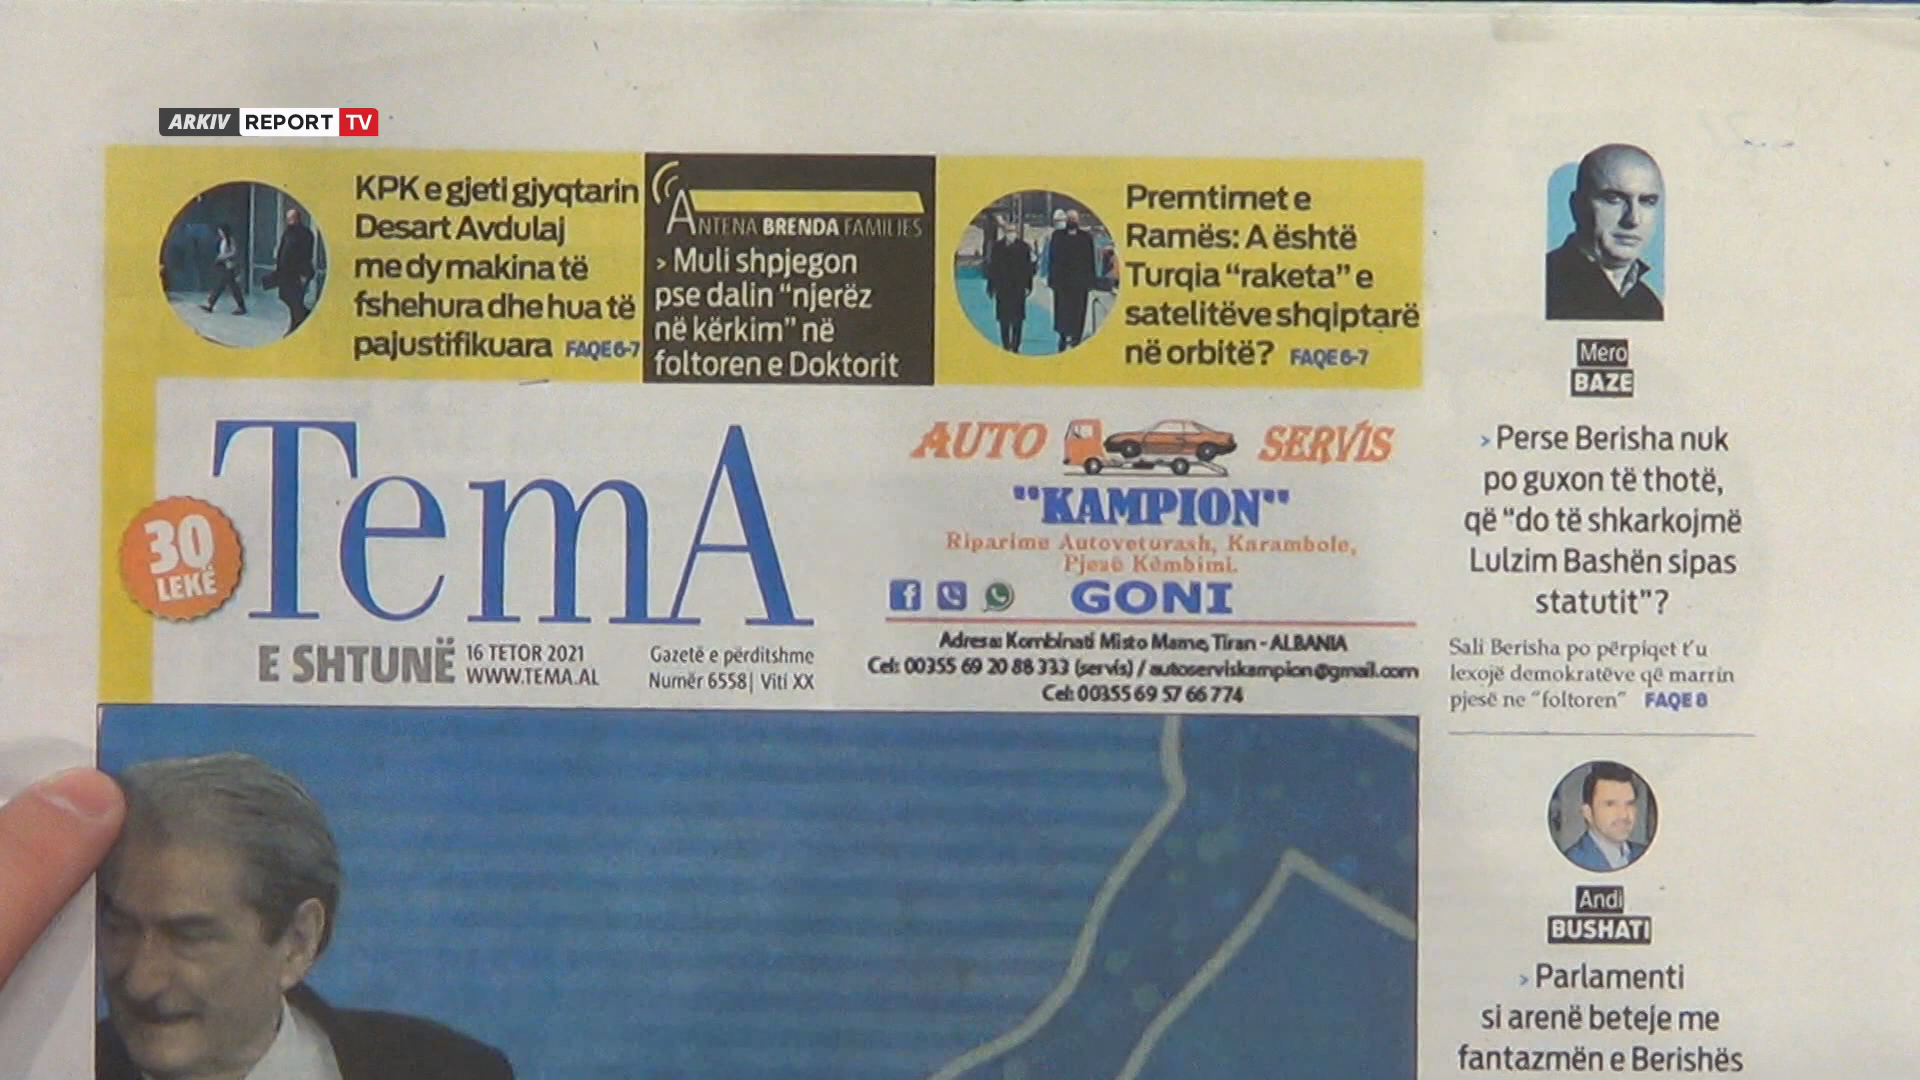 ARKIV REPORT TV
KPK e gjeti gjyqtarin
Desart Avdulaj
me dy makina të
fshehura dhe hua të
pajustifikuara FAQE 6-7
ANTENA BRENDA FAMILJES
› Muli shpjegon
pse dalin “njerëz
në kërkim” në
foltoren e Doktorit
Premtimet e
Ramës: A është
Turqia “raketa” e
satelitëve shqiptarë
në orbitë? FAQE 6-7
Mero
BAZE
› Perse Berisha nuk
po guxon të thotë,
që “do të shkarkojmë
Lulzim Bashën sipas
statutit”?
Sali Berisha po përpiqet t’u
lexojë demokratëve që marrin
pjesë ne “foltoren” FAQE 8
TemA
30
LEKË
E SHTUNË
16 TETOR 2021
WWW.TEMA.AL
Gazetë e përditshme
Numër 6558| Viti XX
AUTO SERVIS
"KAMPION"
Riparime Autoveturash, Karambole,
Pjesë Këmbimi.
GONI
Adresa: Kombinati Misto Mame, Tiran - ALBANIA
Cel: 00355 69 20 88 333 (servis) / autoserviskampion@gmail.com
Cel: 00355 69 57 66 774
Andi
BUSHATI
› Parlamenti
si arenë beteje me
fantazmën e Berishës